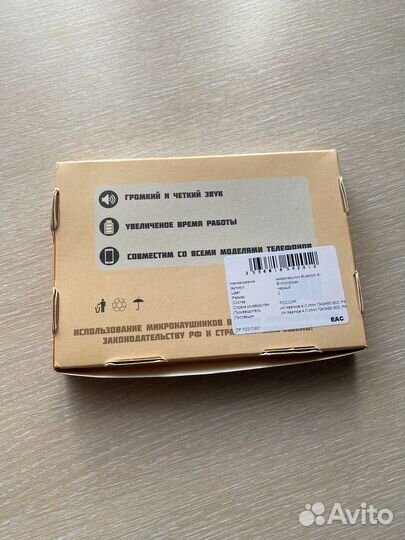 ГРОМКИЙ И ЧЕТКИЙ ЗВУК
УВЕЛИЧЕНОЕ ВРЕМЯ РАБОТЫ
СОВМЕСТИМ СО ВСЕМИ МОДЕЛЯМИ ТЕЛЕФОНОВ
Наименование
Артикул
Цвет черный
Размер
Состав
Страна производства РОССИЯ
Производитель
Поставщик
EAC
ИСПОЛЬЗОВАНИЕ МИКРОНАУШНИКОВ В
ЗАКОНОДАТЕЛЬСТВУ РФ И
Avito